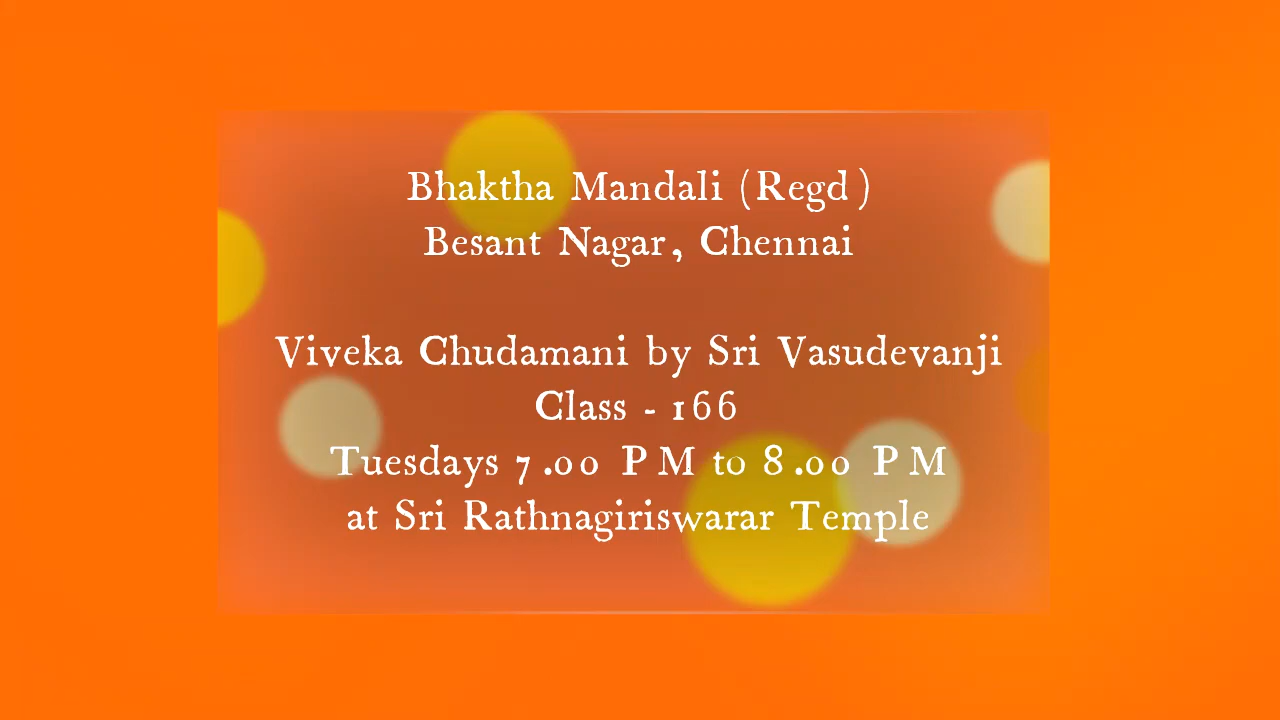 Bhaktha Mandali (Regd)
Besant Nagar, Chennai
Viveka Chudamani by Sri Vasudevanji
Class - 166
Tuesdays 7.00 PM to 8.00 PM
at Sri Rathnagiriswarar Temple